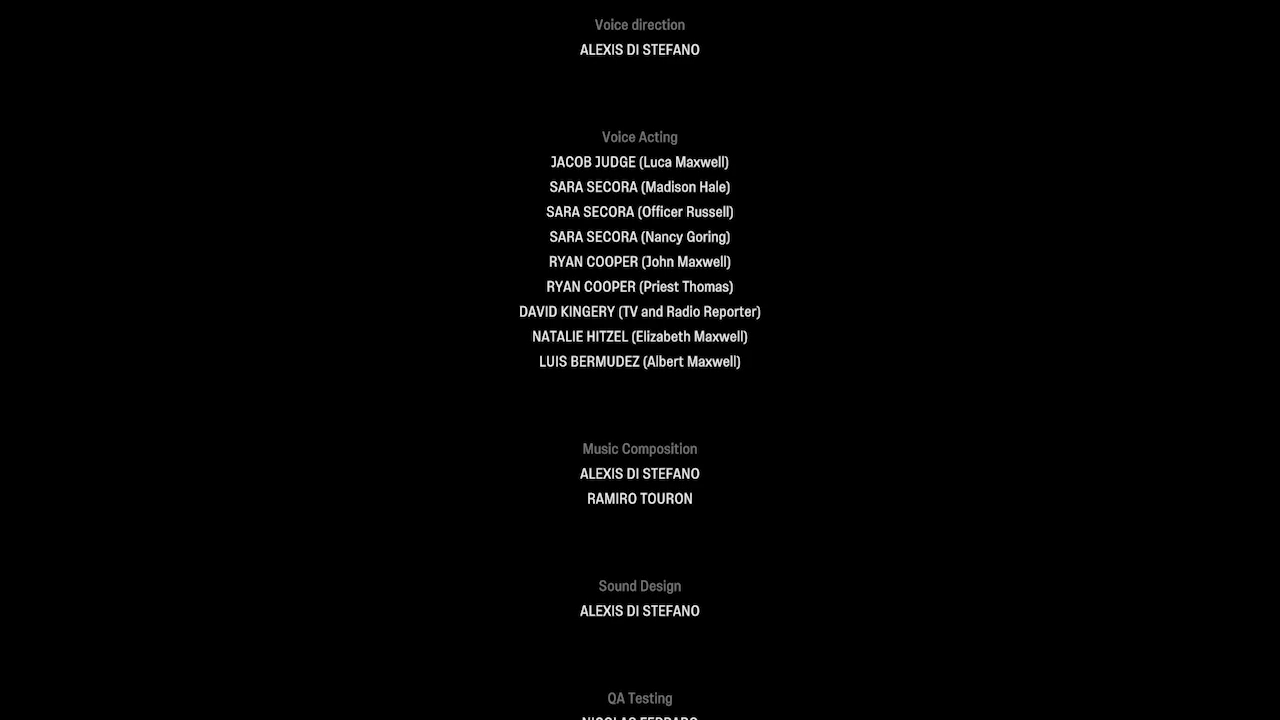 Voice direction
ALEXIS DI STEFANO
Voice Acting
JACOB JUDGE (Luca Maxwell)
SARA SECORA (Madison Hale)
SARA SECORA (Officer Russell)
SARA SECORA (Nancy Goring)
RYAN COOPER (John Maxwell)
RYAN COOPER (Priest Thomas)
DAVID KINGERY (TV and Radio Reporter)
NATALIE HITZEL (Elizabeth Maxwell)
LUIS BERMUDEZ (Albert Maxwell)
Music Composition
ALEXIS DI STEFANO
RAMIRO TOURON
Sound Design
ALEXIS DI STEFANO
QA Testing